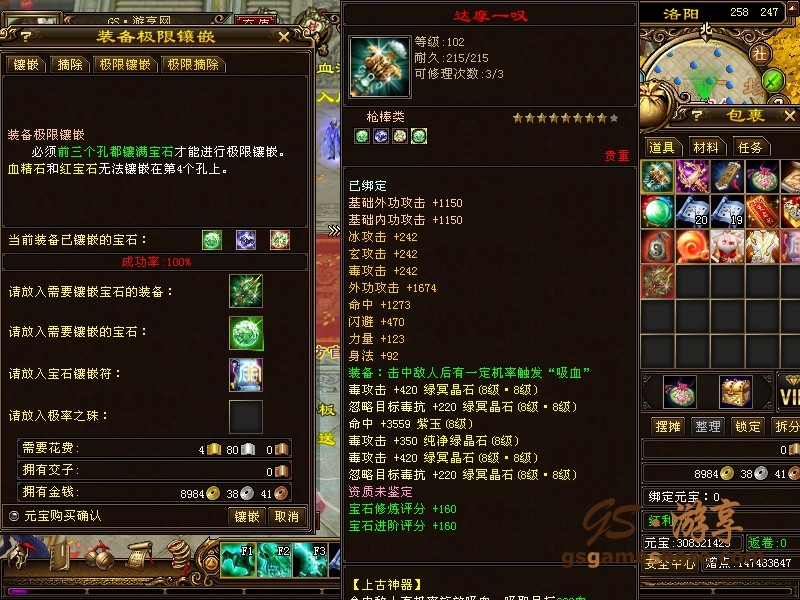 GS·游享网
充值
装备极限镶嵌
镶嵌 摘除 极限镶嵌 极限摘除
装备极限镶嵌
必须前三个孔都镶满宝石才能进行极限镶嵌。
血精石和红宝石无法镶嵌在第4个孔上。
当前装备已镶嵌的宝石：
成功率:100%
请放入需要镶嵌宝石的装备：
请放入需要镶嵌的宝石：
请放入宝石镶嵌符：
请放入极率之珠：
需要花费： 4 80 0
拥有交子： 0
拥有金钱： 8984 38 41
元宝购买确认 镶嵌 取消
F1 F2 F3
达摩一叹
等级:102
耐久:215/215
可修理次数:3/3
枪棒类
贵重
已绑定
基础外功攻击 +1150
基础内功攻击 +1150
冰攻击 +242
玄攻击 +242
毒攻击 +242
外功攻击 +1674
命中 +1273
闪避 +470
力量 +123
身法 +92
装备：击中敌人后有一定机率触发“吸血”
毒攻击 +420 绿冥晶石(8级·8级)
忽略目标毒抗 +220 绿冥晶石(8级·8级)
命中 +3559 紫玉(8级)
毒攻击 +350 纯净绿晶石(8级)
毒攻击 +420 绿冥晶石(8级·8级)
忽略目标毒抗 +220 绿冥晶石(8级·8级)
资质未鉴定
宝石修炼评分 +160
宝石进阶评分 +160
【上古神器】
洛阳 258 247
北
社
包裹
道具 材料 任务
20 19
VIP
摆摊 整理 锁定 拆分
0
8984 38 41
绑定元宝：0
红利
元宝:308321423 返卷:0
安全中心 赠点:147433647
GS 游享